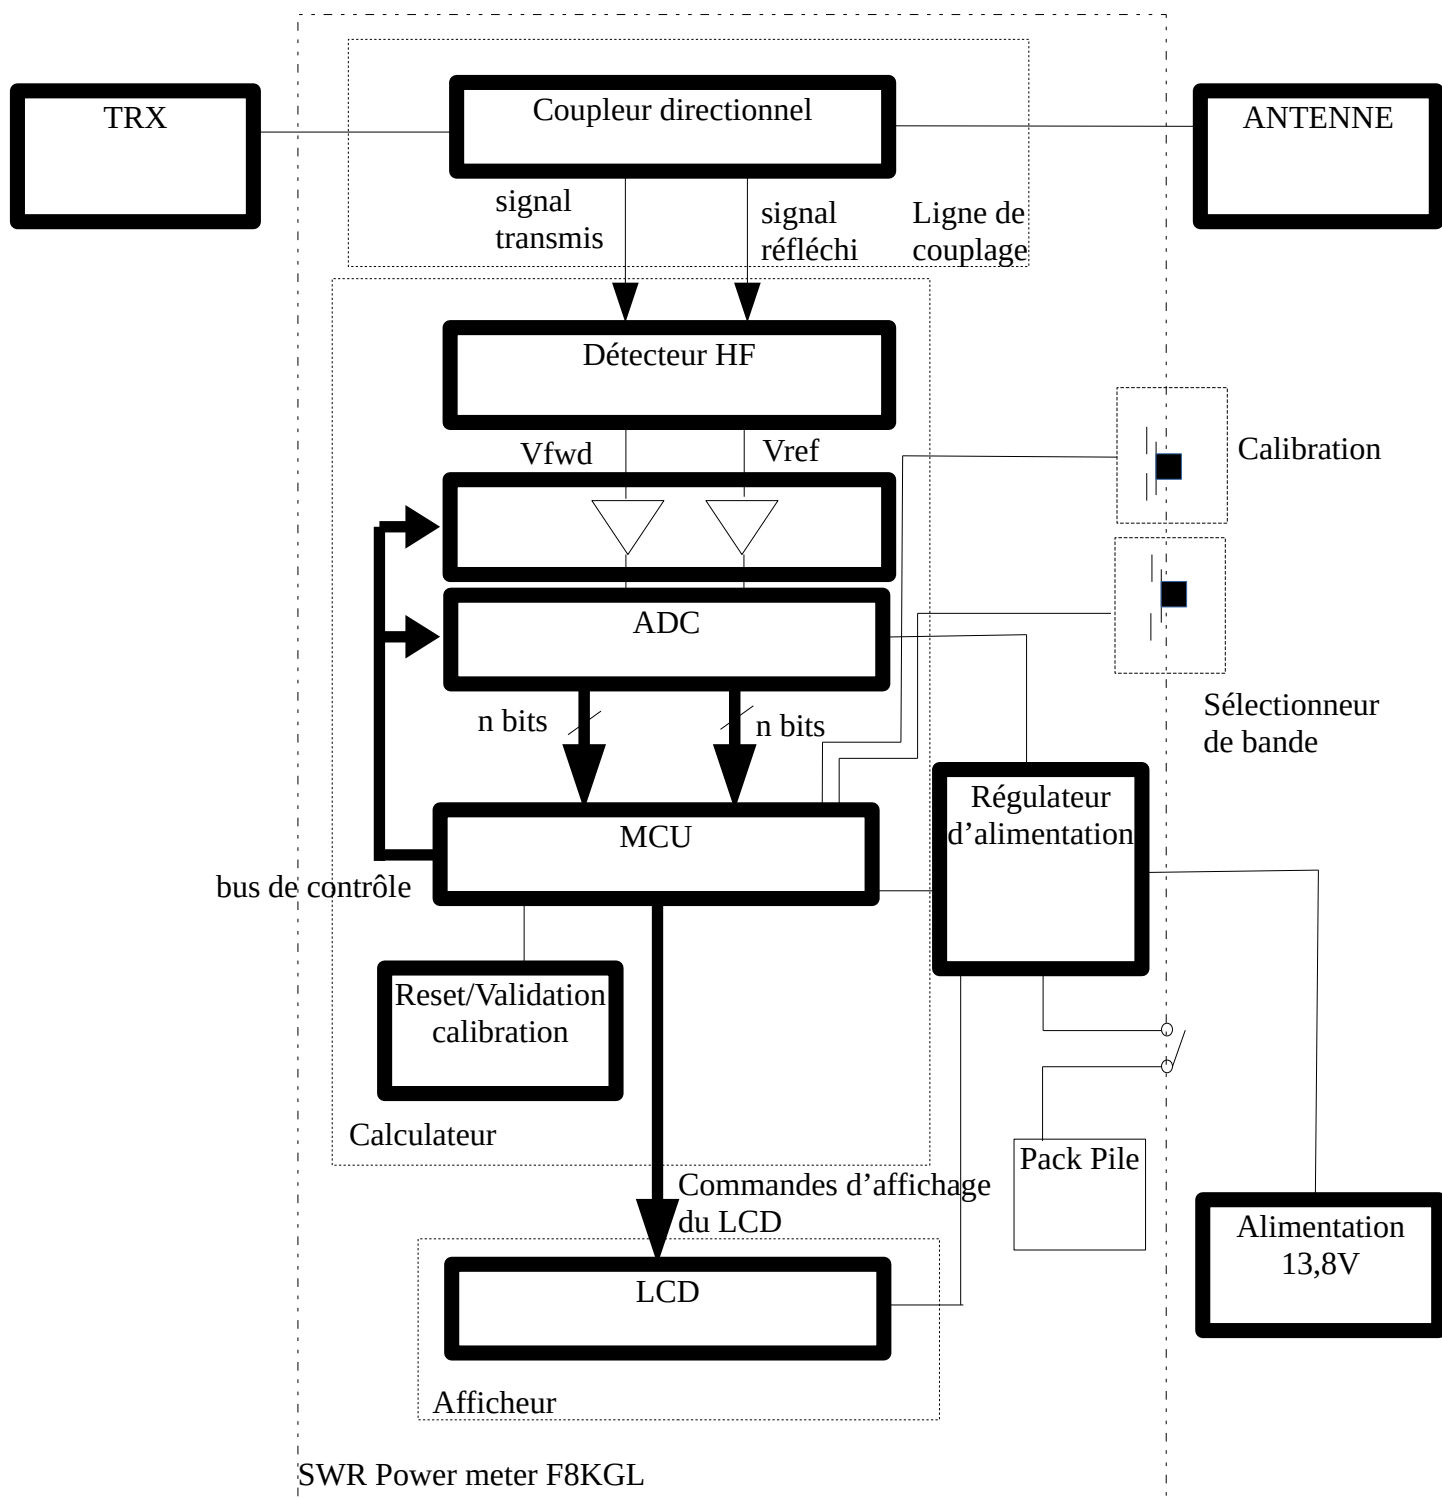 TRX
Coupleur directionnel
ANTENNE
signal
transmis
signal
réfléchi
Ligne de
couplage
Détecteur HF
Vfwd
Vref
Calibration
ADC
n bits
n bits
Sélectionneur
de bande
Régulateur
d’alimentation
MCU
bus de contrôle
Reset/Validation
calibration
Calculateur
Pack Pile
Commandes d’affichage
du LCD
Alimentation
13,8V
LCD
Afficheur
SWR Power meter F8KGL